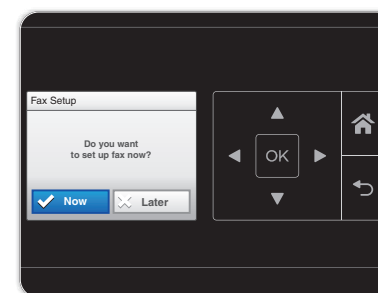 Fax Setup
Do you want
to set up fax now?
Now
Later
OK